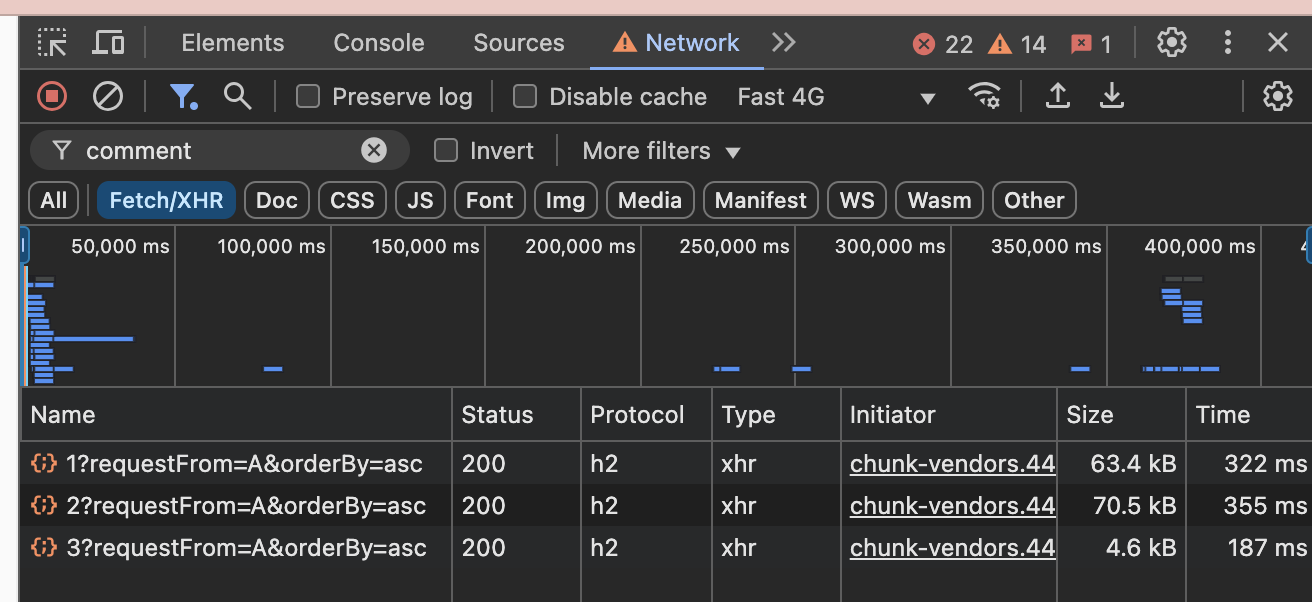 Elements Console Sources Network 22 14 1
Preserve log Disable cache Fast 4G
comment Invert More filters
All Fetch/XHR Doc CSS JS Font Img Media Manifest WS Wasm Other
50,000 ms 100,000 ms 150,000 ms 200,000 ms 250,000 ms 300,000 ms 350,000 ms 400,000 ms
Name Status Protocol Type Initiator Size Time
1?requestFrom=A&orderBy=asc 200 h2 xhr chunk-vendors.44 63.4 kB 322 ms
2?requestFrom=A&orderBy=asc 200 h2 xhr chunk-vendors.44 70.5 kB 355 ms
3?requestFrom=A&orderBy=asc 200 h2 xhr chunk-vendors.44 4.6 kB 187 ms